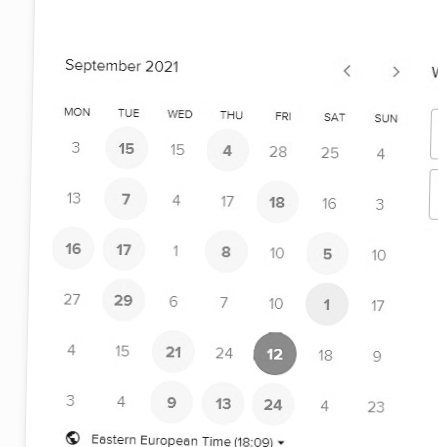 September 2021
MON TUE WED THU FRI SAT SUN
3 15 15 4 28 25 4
13 7 4 17 18 16 3
16 17 1 8 10 5 10
27 29 6 7 10 1 17
4 15 21 24 12 18 9
3 4 9 13 24 4 23
Eastern European Time (18:09)